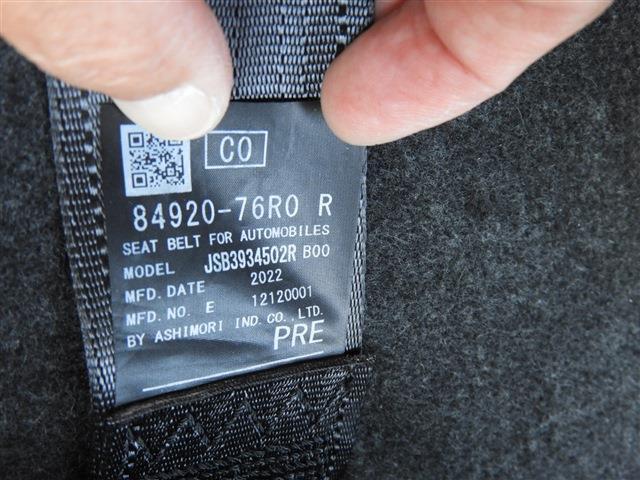 CO
84920-76R0 R
SEAT BELT FOR AUTOMOBILES
MODEL JSB3934502R B00
MFD. DATE 2022
MFD. NO. E 12120001
BY ASHIMORI IND. CO., LTD.
PRE